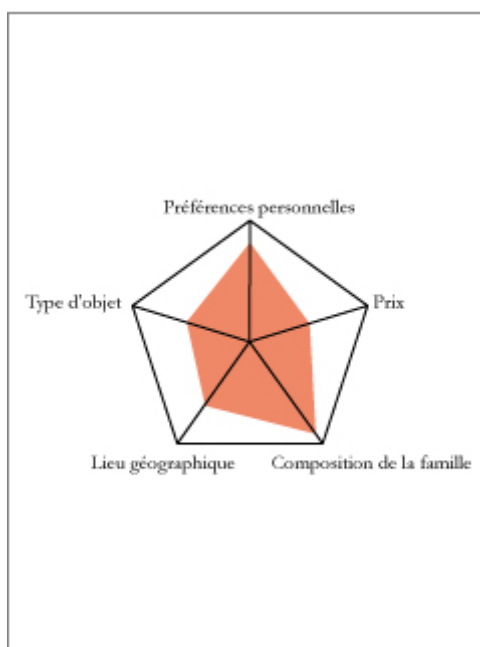 Préférences personnelles
Type d'objet
Prix
Lieu géographique
Composition de la famille